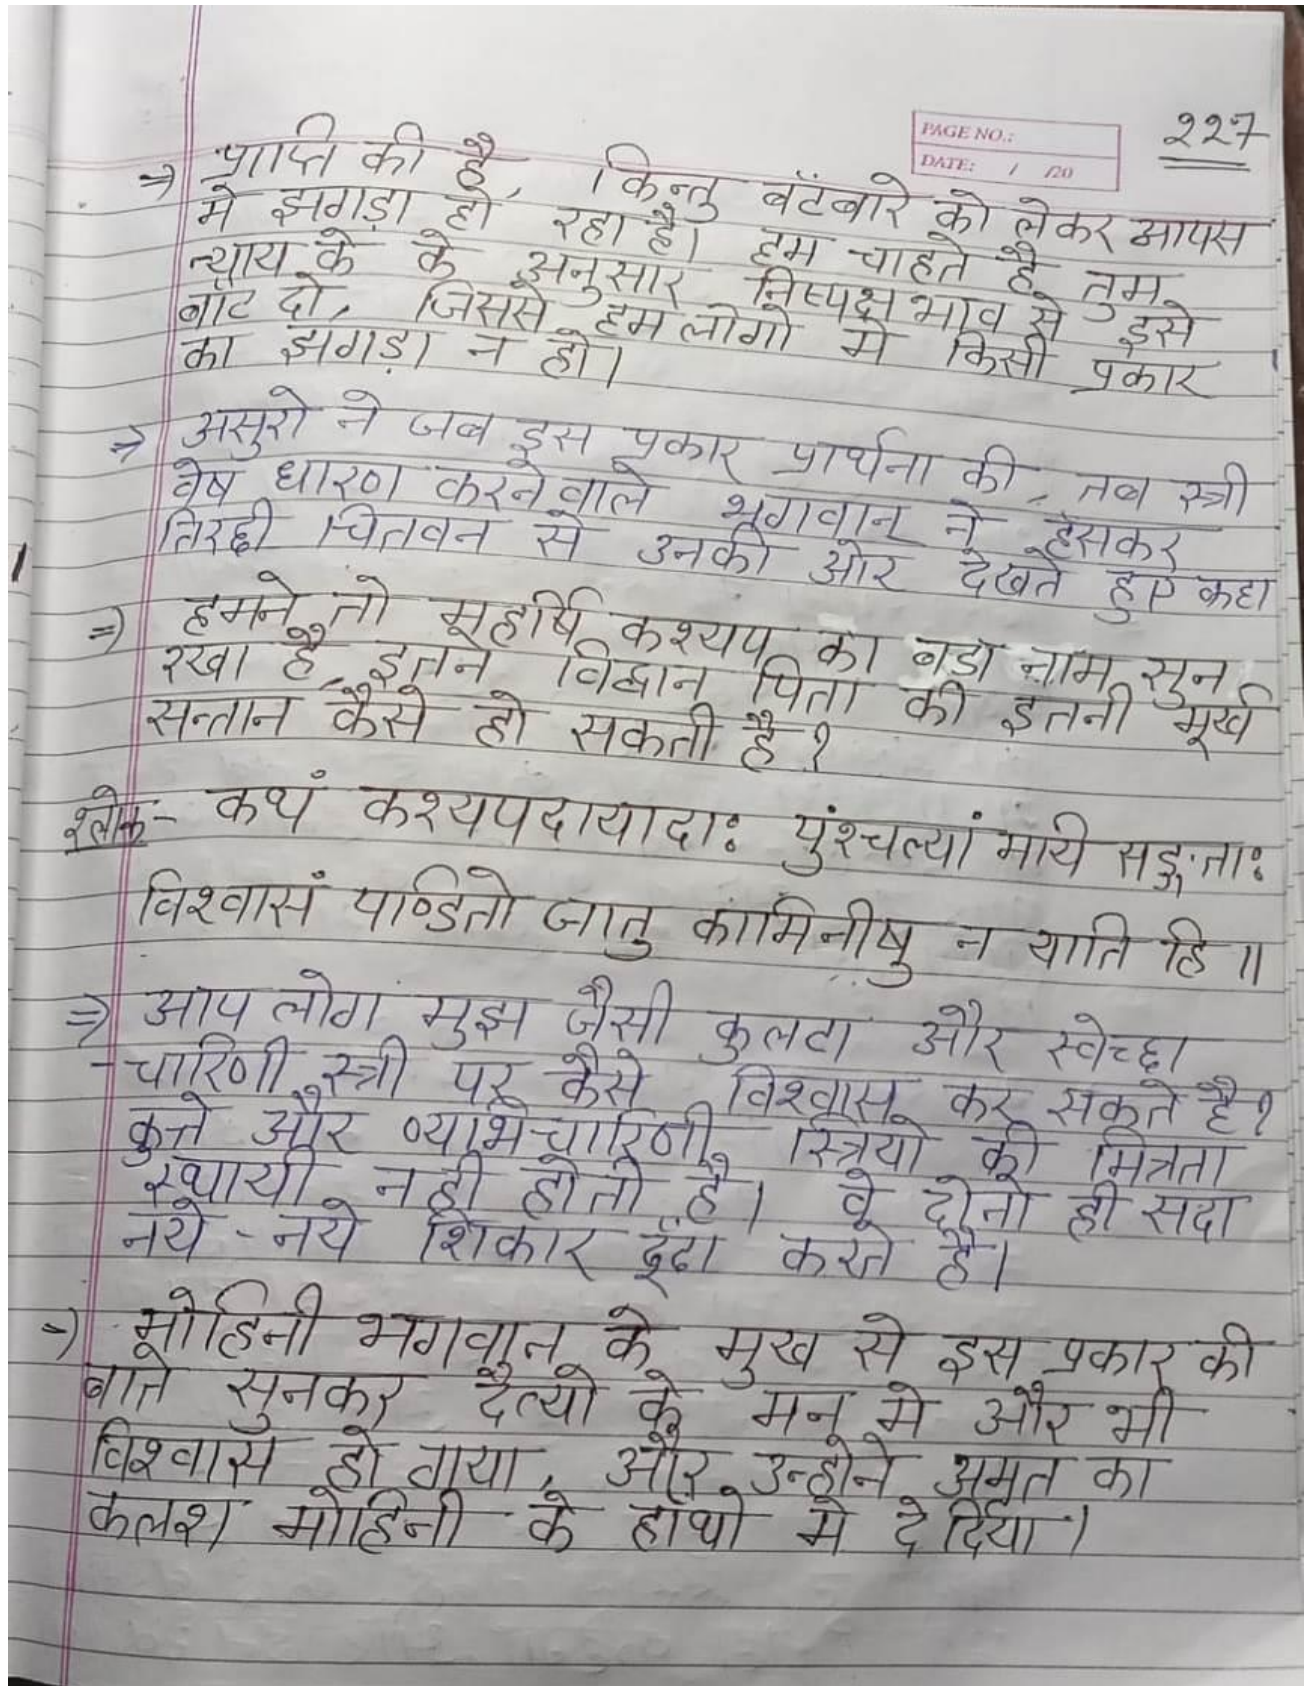 PAGE NO.:
DATE: / /20
२२७
⇒ प्राप्ति की है, । किन्तु बँटबारे को लेकर आपस
मे झगड़ा हो रहा है। हम चाहते है तुम
न्याय के के अनुसार निष्पक्ष भाव से इसे
बाँट दो, जिससे हम लोगो मे किसी प्रकार
का झगड़ा न हो।
⇒ असुरो ने जब इस प्रकार प्रार्थना की, तब स्त्री
वेष धारण करने वाले भगवान् ने हँसकर
तिरछी चितवन से उनकी ओर देखते हुए कहा
⇒ हमने तो महर्षि कश्यप का बडा नाम सुन
रखा है, इतने विद्वान पिता की इतनी मूर्ख
सन्तान कैसे हो सकती है ?
श्लोक- कथं कश्यपदायादाः पुंश्चल्यां मयि सङ्गताः
विश्वासं पण्डितो जातु कामिनीषु न याति हि ॥
⇒ आप लोग मुझ जैसी कुलटा और स्वेच्छा
-चारिणी स्त्री पर कैसे विश्वास कर सकते है ?
कुत्ते और व्याभिचारिणी स्त्रियो की मित्रता
स्थायी नही होती है। वे दोनो ही सदा
नये - नये शिकार ढूँढा करते है।
⇒ मोहिनी भगवान के मुख से इस प्रकार की
बाते सुनकर दैत्यो के मन मे और भी
विश्वास हो गया, और उन्होने अमृत का
कलश मोहिनी के हाँथो मे दे दिया।